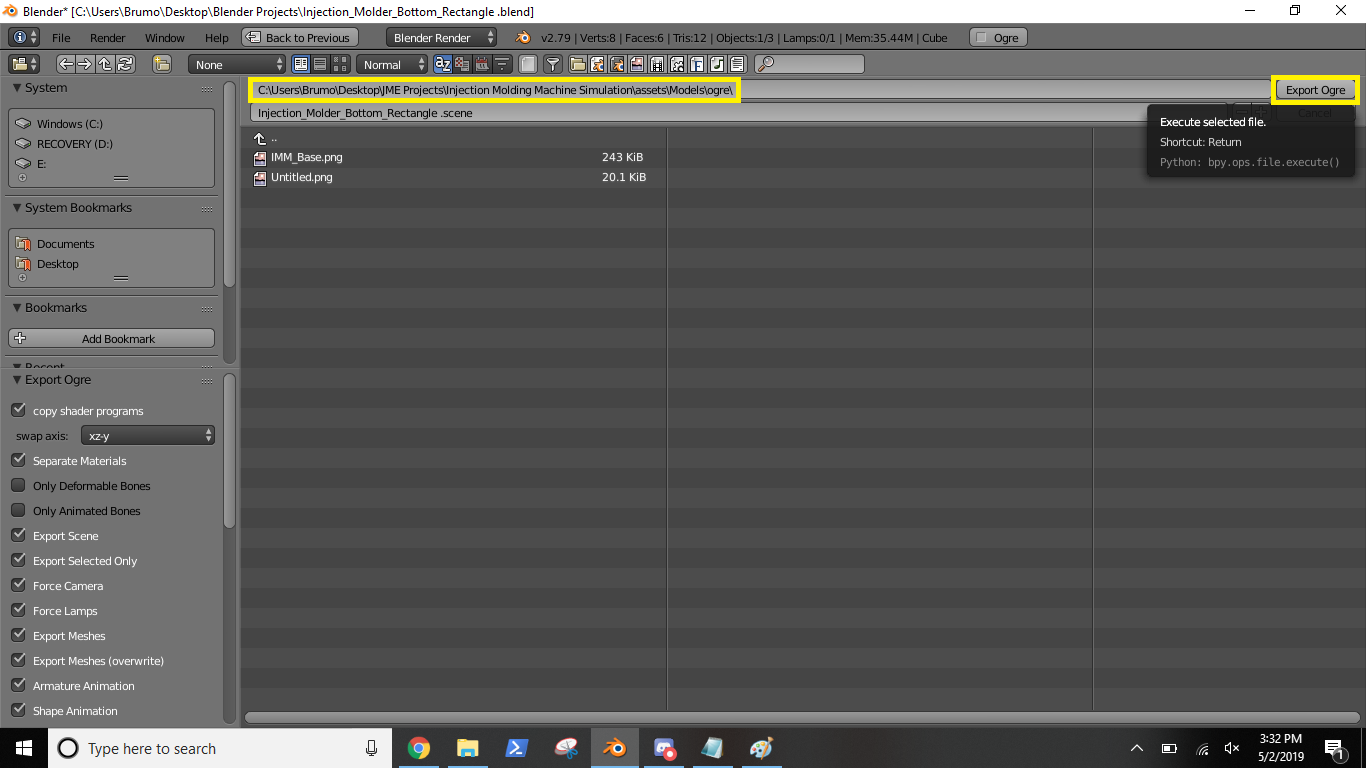 Blender* [C:\Users\Brumo\Desktop\Blender Projects\Injection_Molder_Bottom_Rectangle .blend]
File Render Window Help Back to Previous Blender Render v2.79 | Verts:8 | Faces:6 | Tris:12 | Objects:1/3 | Lamps:0/1 | Mem:35.44M | Cube Ogre
None Normal
System
Windows (C:)
RECOVERY (D:)
E:
System Bookmarks
Documents
Desktop
Bookmarks
Add Bookmark
Recent
Export Ogre
copy shader programs
swap axis: xz-y
Separate Materials
Only Deformable Bones
Only Animated Bones
Export Scene
Export Selected Only
Force Camera
Force Lamps
Export Meshes
Export Meshes (overwrite)
Armature Animation
Shape Animation
C:\Users\Brumo\Desktop\JME Projects\Injection Molding Machine Simulation\assets\Models\ogre\
Export Ogre
Injection_Molder_Bottom_Rectangle .scene
Cancel
Execute selected file.
Shortcut: Return
Python: bpy.ops.file.execute()
..
IMM_Base.png 243 KiB
Untitled.png 20.1 KiB
Type here to search
3:32 PM
5/2/2019
1